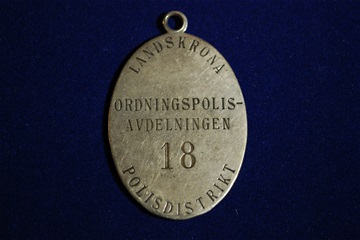 LANDSKRONA
ORDNINGSPOLIS-
AVDELNINGEN
18
POLISDISTRIKT